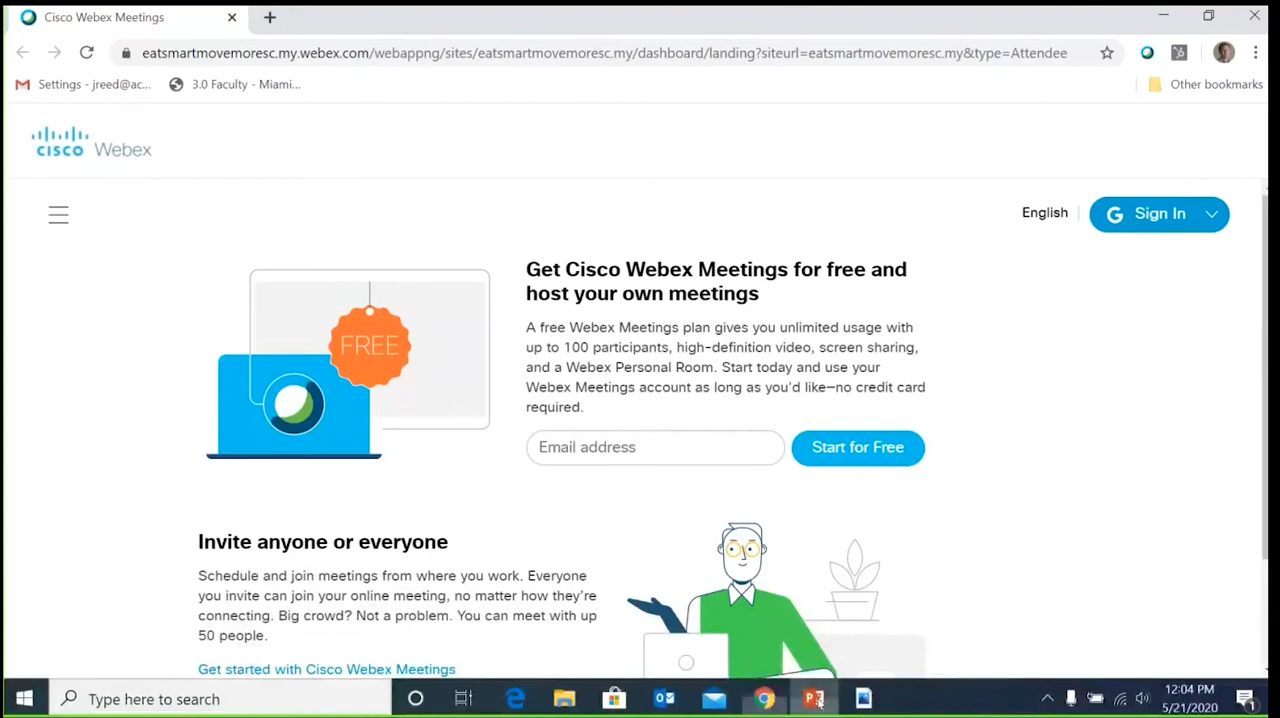 Cisco Webex Meetings
eatsmartmovemoresc.my.webex.com/webappng/sites/eatsmartmovemoresc.my/dashboard/landing?siteurl=eatsmartmovemoresc.my&type=Attendee
Settings - jreed@ac... 3.0 Faculty - Miami... Other bookmarks
cisco Webex
English Sign In
Get Cisco Webex Meetings for free and
host your own meetings
A free Webex Meetings plan gives you unlimited usage with
up to 100 participants, high-definition video, screen sharing,
and a Webex Personal Room. Start today and use your
Webex Meetings account as long as you'd like—no credit card
required.
FREE
Email address Start for Free
Invite anyone or everyone
Schedule and join meetings from where you work. Everyone
you invite can join your online meeting, no matter how they're
connecting. Big crowd? Not a problem. You can meet with up
50 people.
Get started with Cisco Webex Meetings
Type here to search
12:04 PM
5/21/2020
1